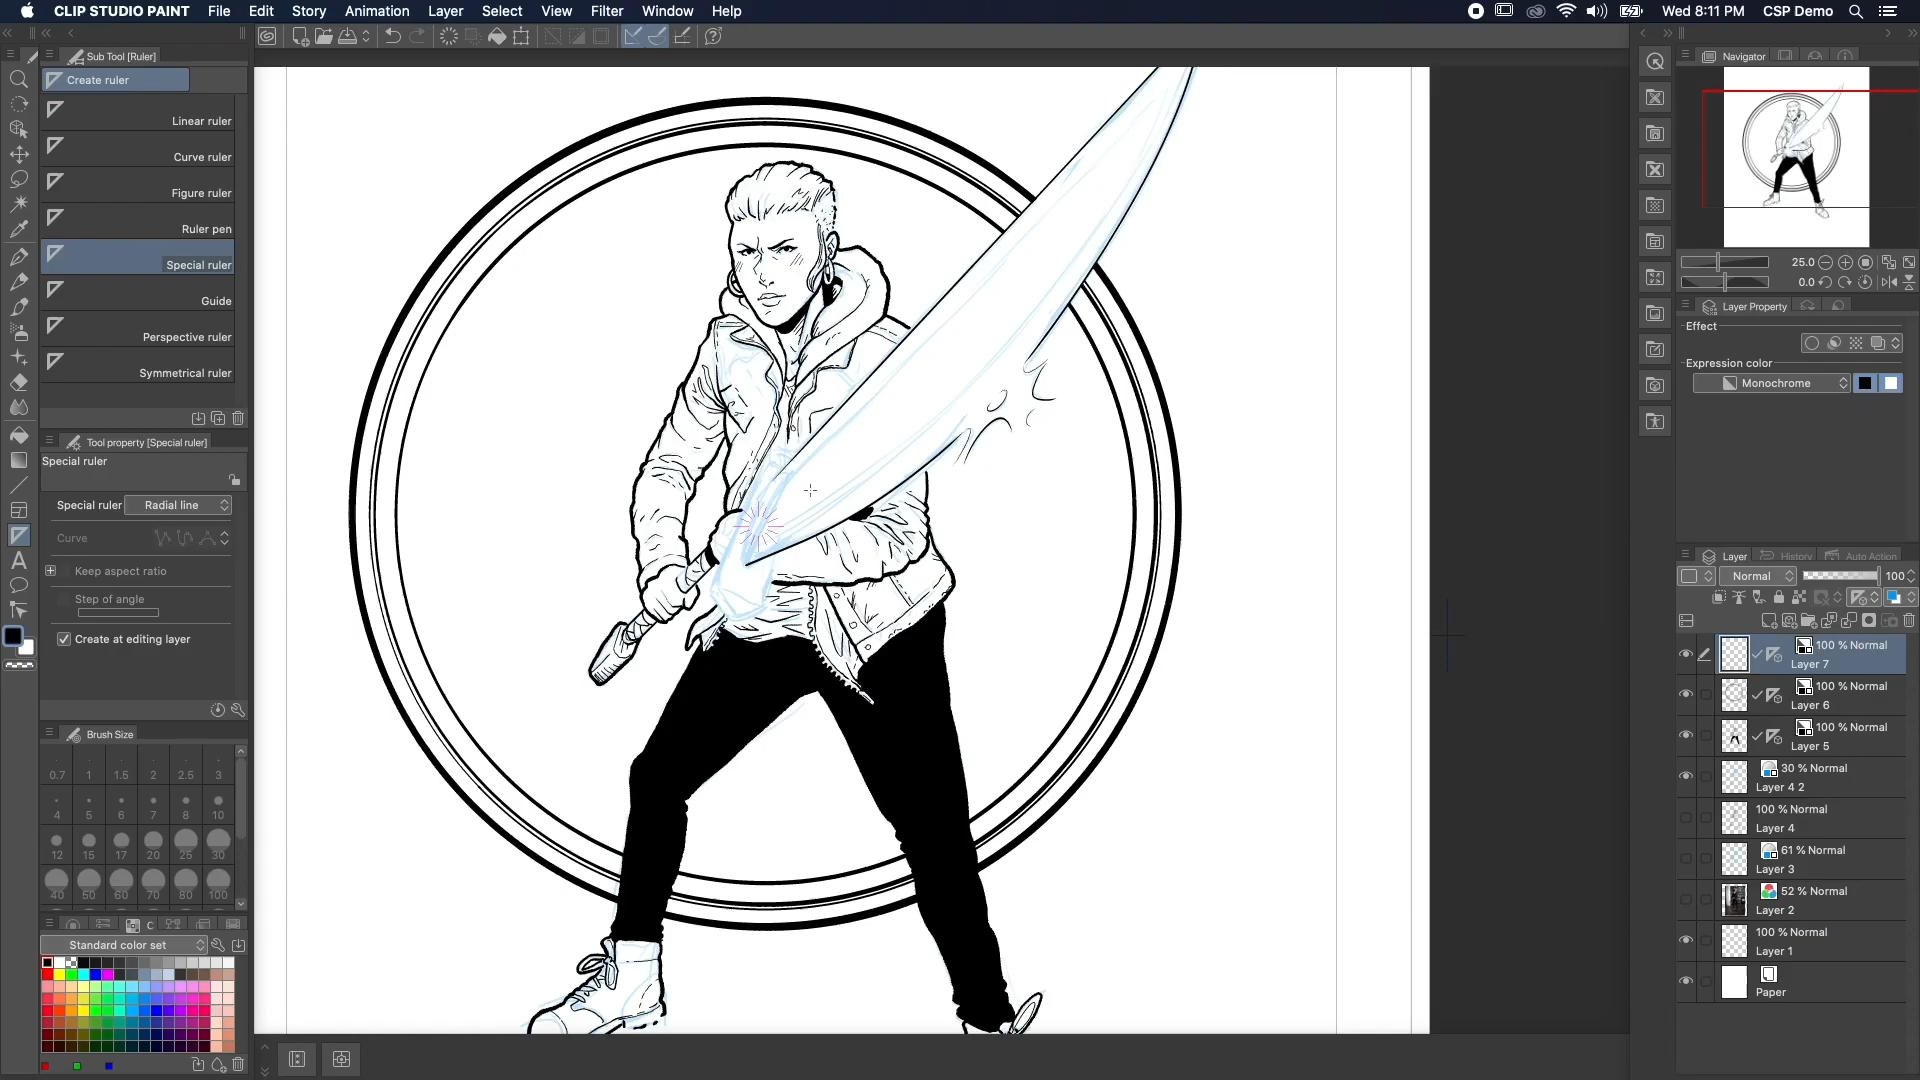 CLIP STUDIO PAINT File Edit Story Animation Layer Select View Filter Window Help
Wed 8:11 PM CSP Demo
Sub Tool [Ruler]
Create ruler
Linear ruler
Curve ruler
Figure ruler
Ruler pen
Special ruler
Guide
Perspective ruler
Symmetrical ruler
Tool property [Special ruler]
Special ruler
Special ruler Radial line
Curve
Keep aspect ratio
Step of angle
Create at editing layer
Brush Size
0.7 1 1.5 2 2.5 3
4 5 6 7 8 10
12 15 17 20 25 30
40 50 60 70 80 100
C
Standard color set
Navigator
25.0
0.0
Layer Property
Effect
Expression color
Monochrome
Layer History Auto Action
Normal 100
100 % Normal
Layer 7
100 % Normal
Layer 6
100 % Normal
Layer 5
30 % Normal
Layer 4 2
100 % Normal
Layer 4
61 % Normal
Layer 3
52 % Normal
Layer 2
100 % Normal
Layer 1
Paper